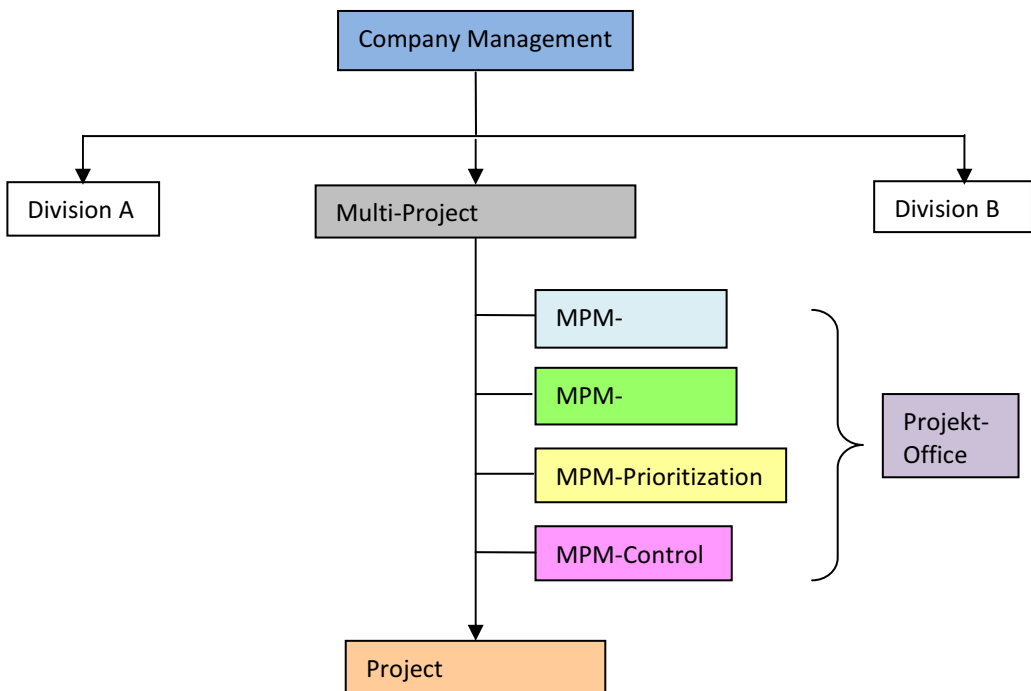 Company Management
Division A
Multi-Project
Division B
MPM-
MPM-
MPM-Prioritization
MPM-Control
Projekt-
Office
Project